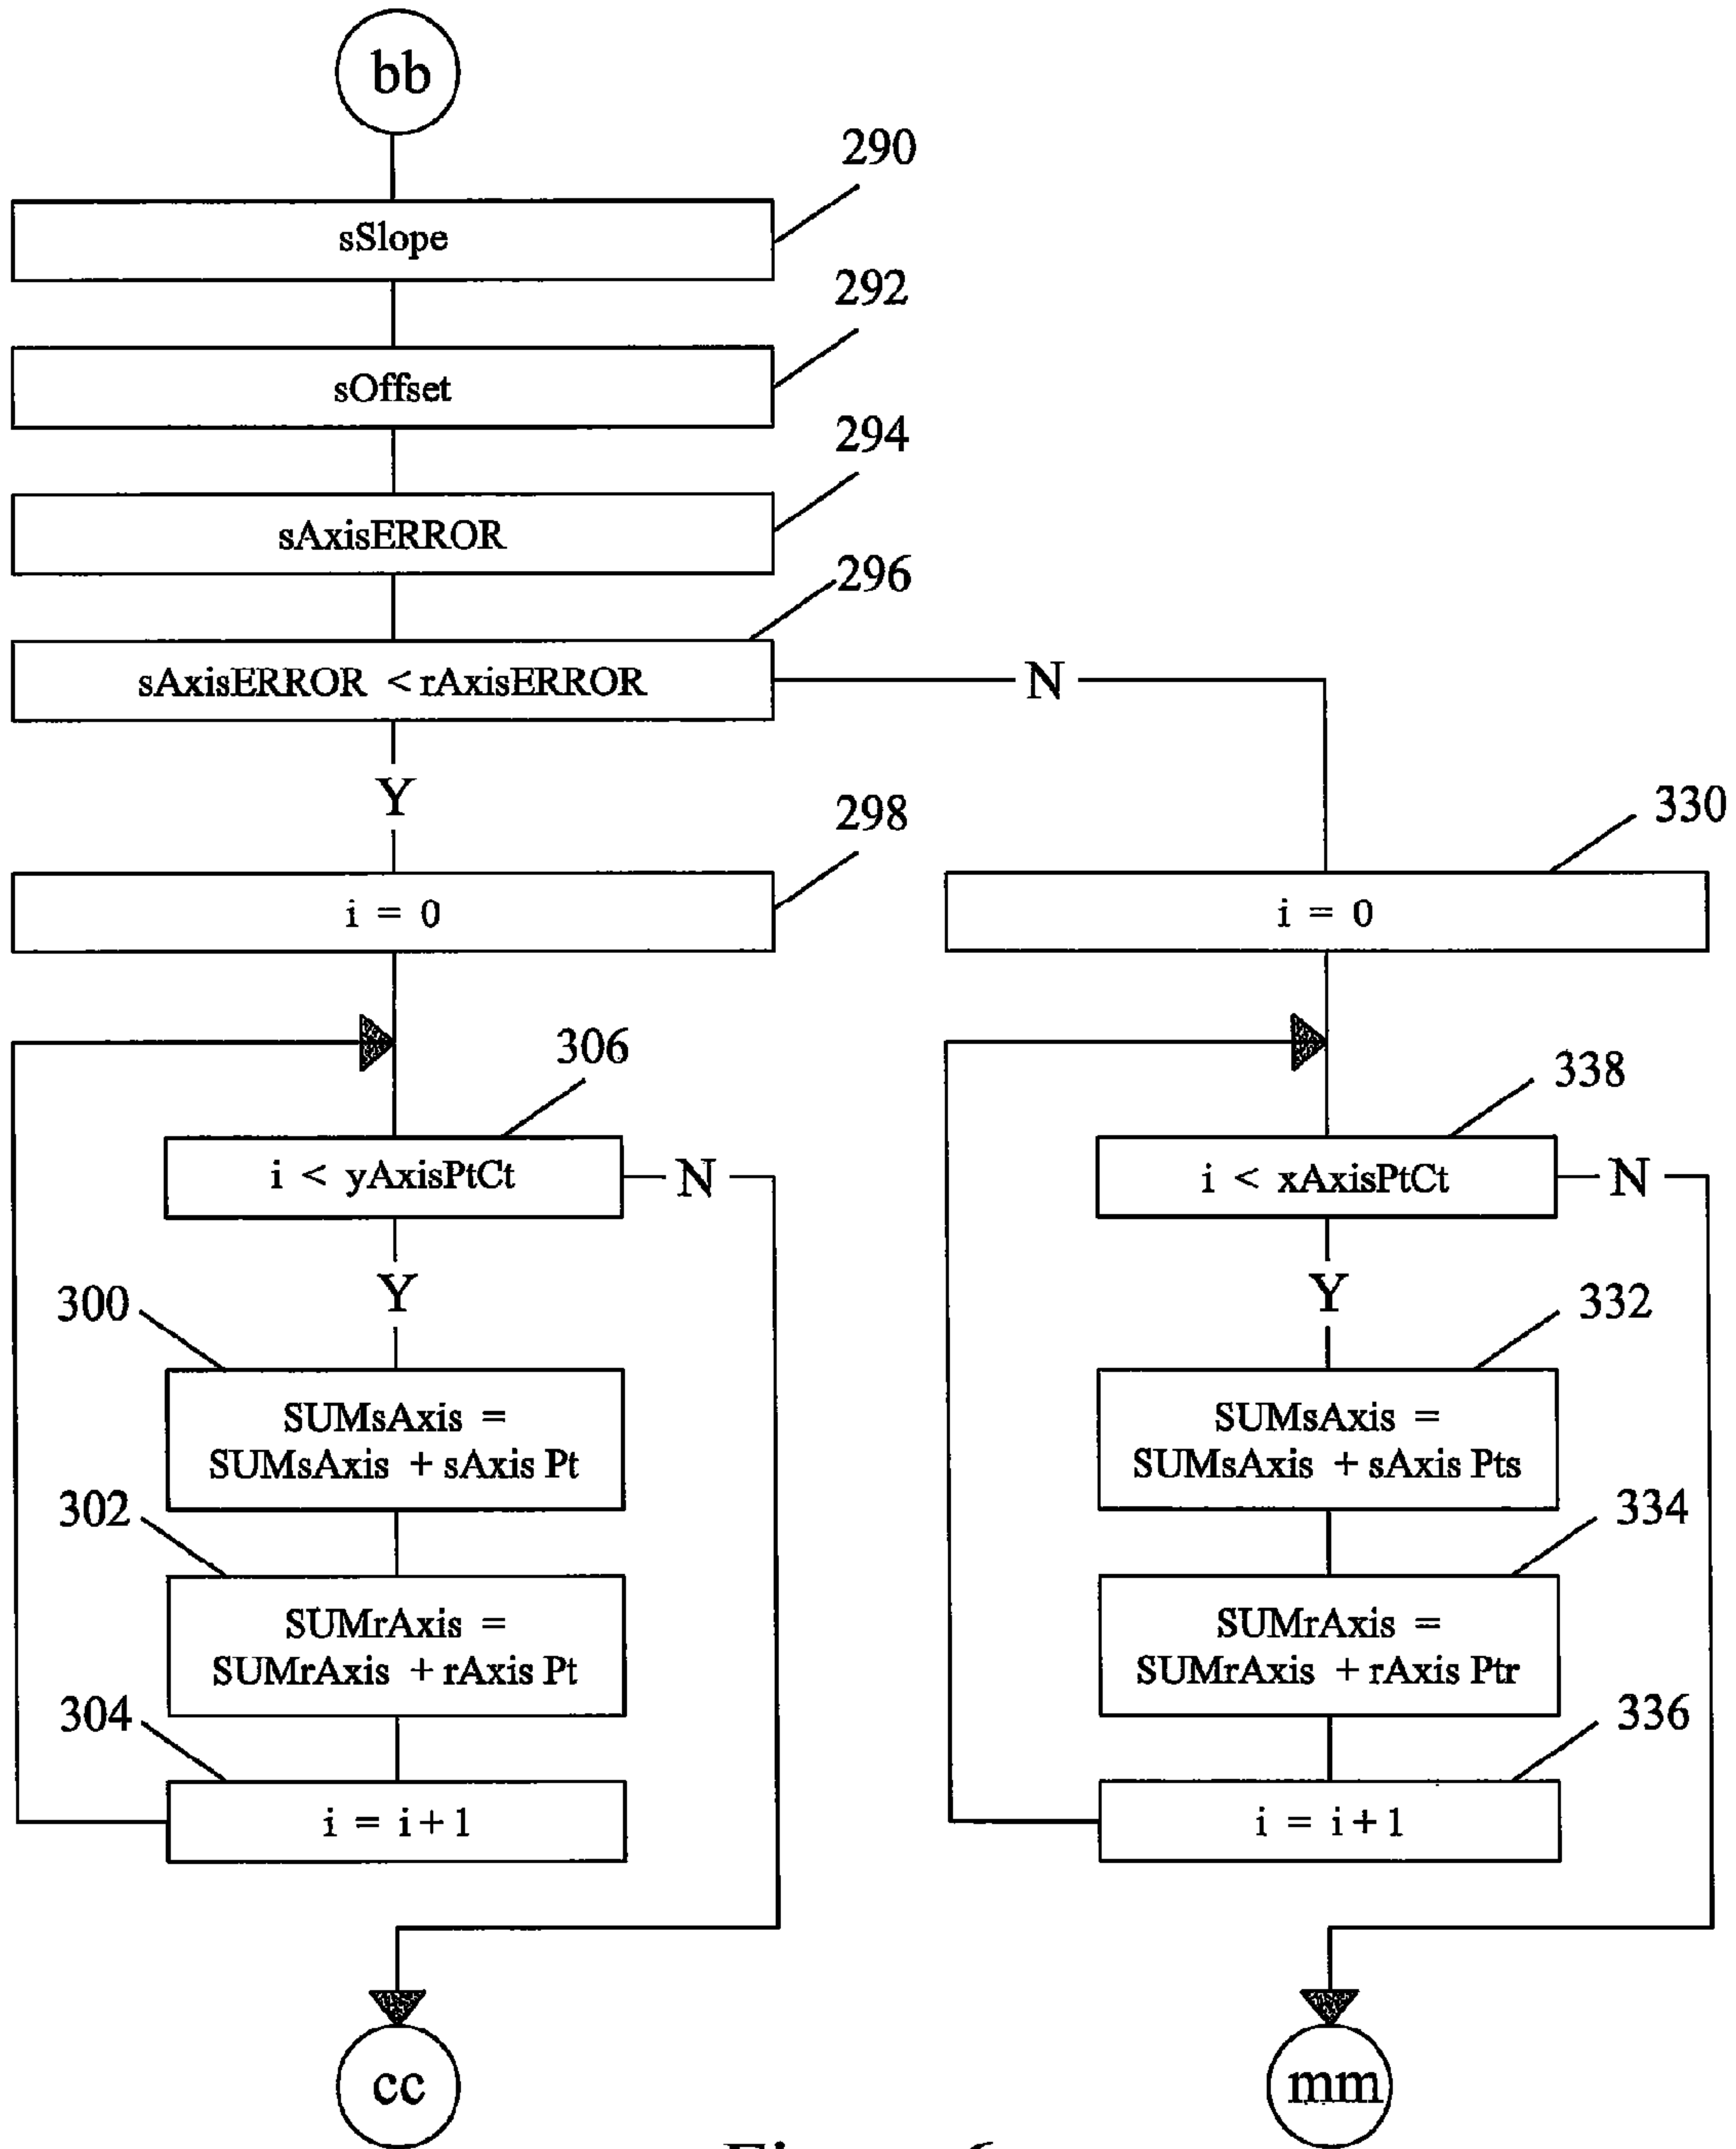 bb
290
sSlope
292
sOffset
294
sAxisERROR
296
sAxisERROR < rAxisERROR
N
Y
298
330
i = 0
i = 0
306
338
i < yAxisPtCt
N
i < xAxisPtCt
N
Y
Y
300
332
SUMsAxis =
SUMsAxis + sAxis Pt
SUMsAxis =
SUMsAxis + sAxis Pts
302
334
SUMrAxis =
SUMrAxis + rAxis Pt
SUMrAxis =
SUMrAxis + rAxis Ptr
304
336
i = i+1
i = i+1
cc
mm